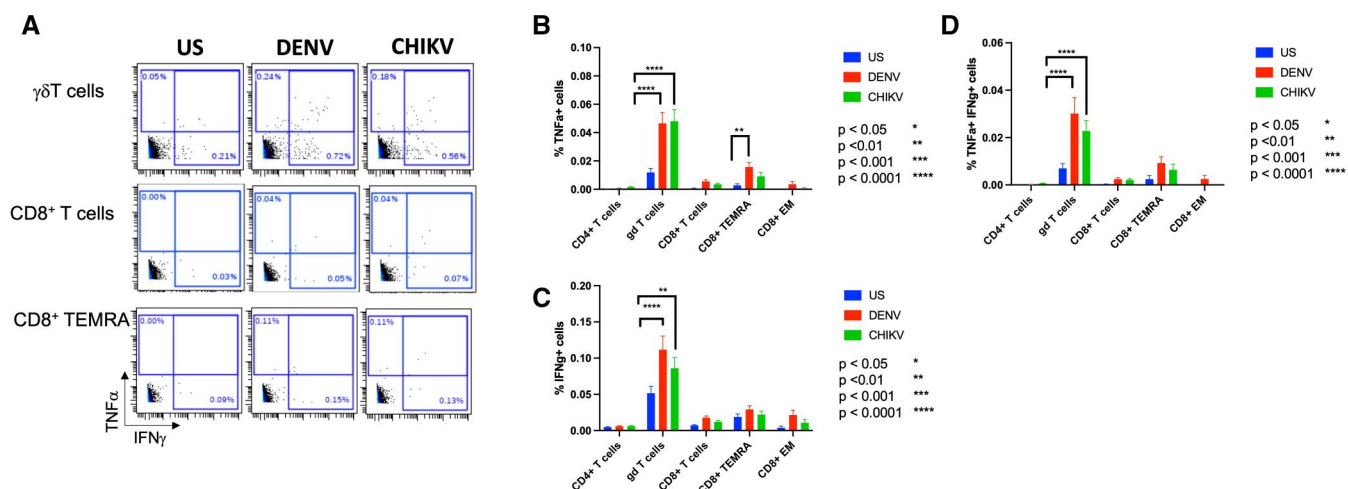 A
US DENV CHIKV
γδT cells
0.05% 0.24% 0.18%
0.21% 0.72% 0.56%
CD8+ T cells
0.00% 0.04% 0.04%
0.03% 0.05% 0.07%
CD8+ TEMRA
0.00% 0.11% 0.11%
0.09% 0.15% 0.13%
TNFα
IFNγ
B
% TNFa+ cells
0.10
0.08
0.06
0.04
0.02
0.00
****
****
**
CD4+ T cells
gd T cells
CD8+ T cells
CD8+ TEMRA
CD8+ EM
US
DENV
CHIKV
p < 0.05 *
p <0.01 **
p < 0.001 ***
p < 0.0001 ****
C
% IFNg+ cells
0.20
0.15
0.10
0.05
0.00
**
****
CD4+ T cells
gd T cells
CD8+ T cells
CD8+ TEMRA
CD8+ EM
US
DENV
CHIKV
p < 0.05 *
p <0.01 **
p < 0.001 ***
p < 0.0001 ****
D
% TNFa+ IFNg+ cells
0.06
0.04
0.02
0.00
****
****
CD4+ T cells
gd T cells
CD8+ T cells
CD8+ TEMRA
CD8+ EM
US
DENV
CHIKV
p < 0.05 *
p <0.01 **
p < 0.001 ***
p < 0.0001 ****